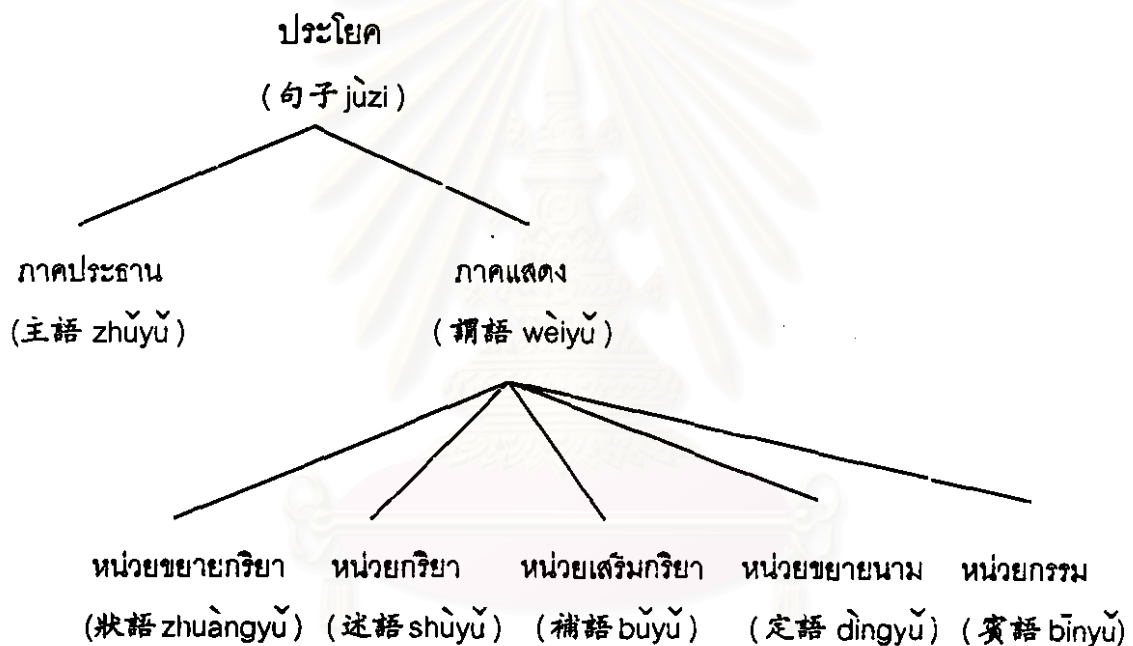 ประโยค
(句子 jùzi)
ภาคประธาน ภาคแสดง
(主語 zhǔyǔ) (謂語 wèiyǔ)
หน่วยขยายกริยา หน่วยกริยา หน่วยเสริมกริยา หน่วยขยายนาม หน่วยกรรม
(狀語 zhuàngyǔ) (述語 shùyǔ) (補語 bǔyǔ) (定語 dìngyǔ) (賓語 bīnyǔ)